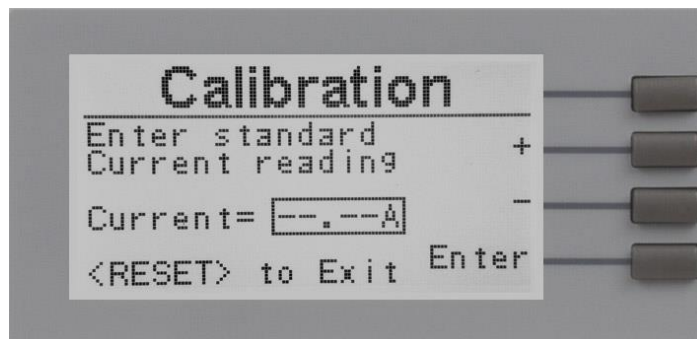 Calibration
Enter standard
Current reading
+
Current= --.--A
-
<RESET> to Exit
Enter